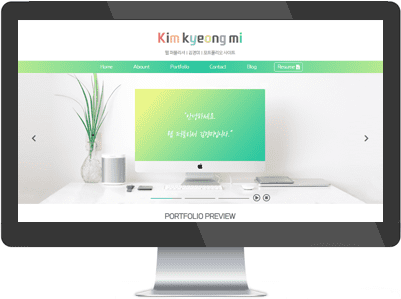 Kim kyeong mi
웹 퍼블리셔 | 김경미 | 포트폴리오 사이트
Home Abount Portfolio Contact Blog Resume
"안녕하세요.
웹 퍼블리셔 김경미입니다."
PORTFOLIO PREVIEW